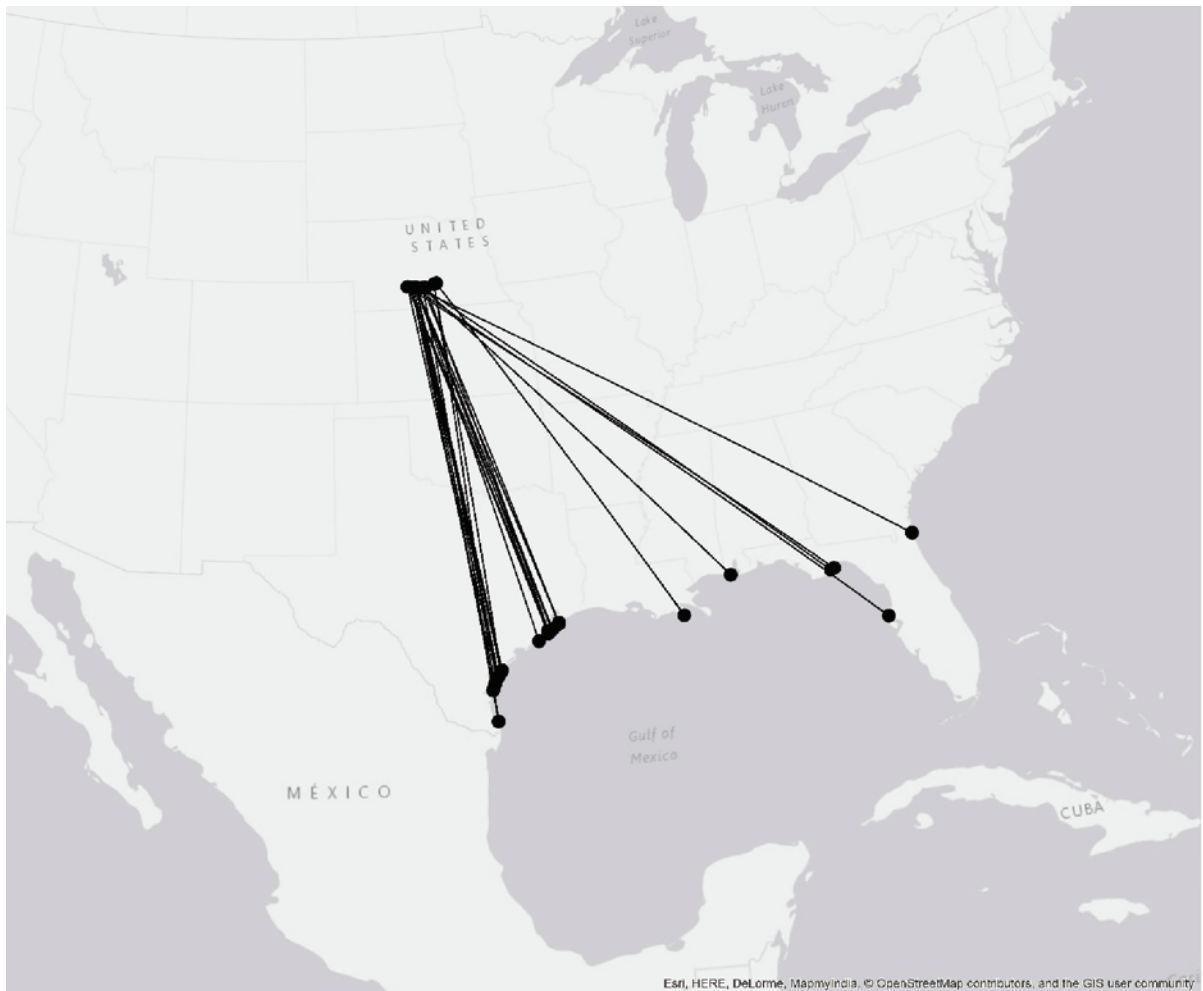 Lake
Superior
Lake
Huron
UNITED
STATES
Gulf of
Mexico
MÉXICO
CUBA
Esri, HERE, DeLorme, MapmyIndia, © OpenStreetMap contributors, and the GIS user community